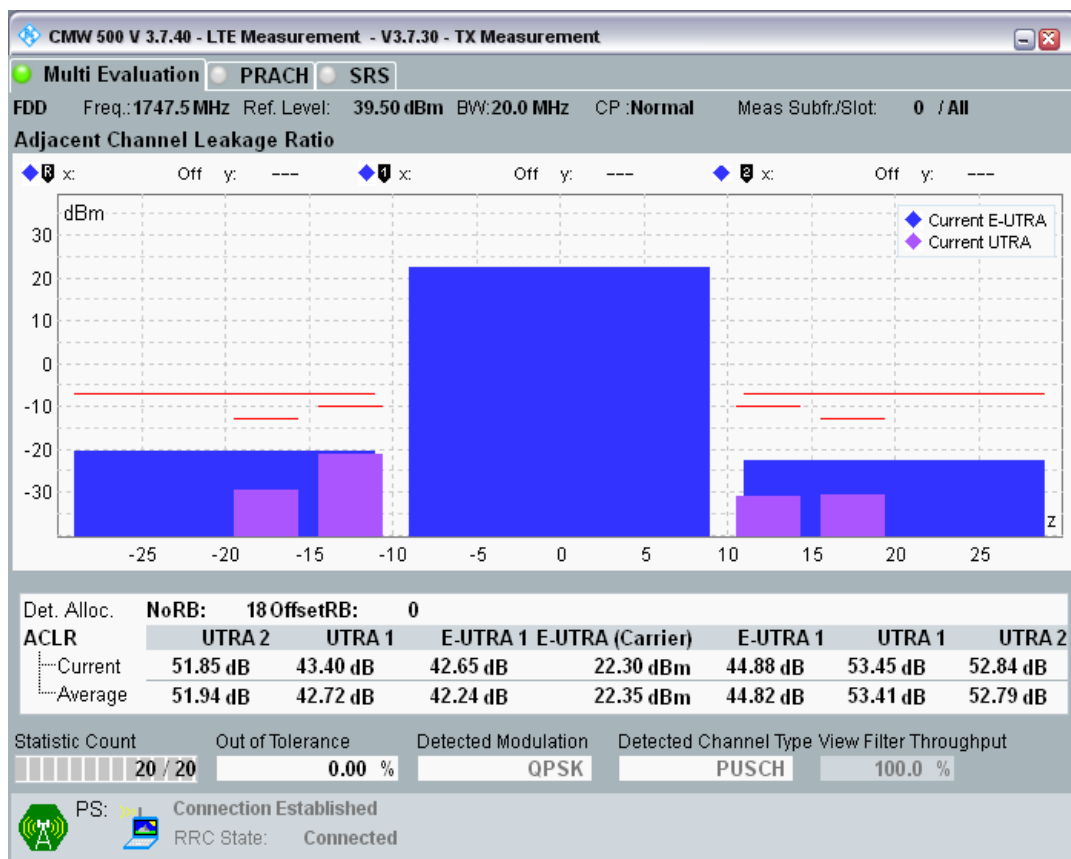 CMW 500 V 3.7.40 - LTE Measurement - V3.7.30 - TX Measurement
Multi Evaluation PRACH SRS
FDD Freq.: 1747.5 MHz Ref. Level: 39.50 dBm BW: 20.0 MHz CP : Normal Meas Subfr./Slot: 0 / All
Adjacent Channel Leakage Ratio
R x: Off y: --- 1 x: Off y: --- 2 x: Off y: ---
dBm
Current E-UTRA
Current UTRA
30
20
10
0
-10
-20
-30
z
-25 -20 -15 -10 -5 0 5 10 15 20 25
Det. Alloc. NoRB: 18 OffsetRB: 0
ACLR UTRA 2 UTRA 1 E-UTRA 1 E-UTRA (Carrier) E-UTRA 1 UTRA 1 UTRA 2
Current 51.85 dB 43.40 dB 42.65 dB 22.30 dBm 44.88 dB 53.45 dB 52.84 dB
Average 51.94 dB 42.72 dB 42.24 dB 22.35 dBm 44.82 dB 53.41 dB 52.79 dB
Statistic Count Out of Tolerance Detected Modulation Detected Channel Type View Filter Throughput
20 / 20 0.00 % QPSK PUSCH 100.0 %
PS: Connection Established
RRC State: Connected